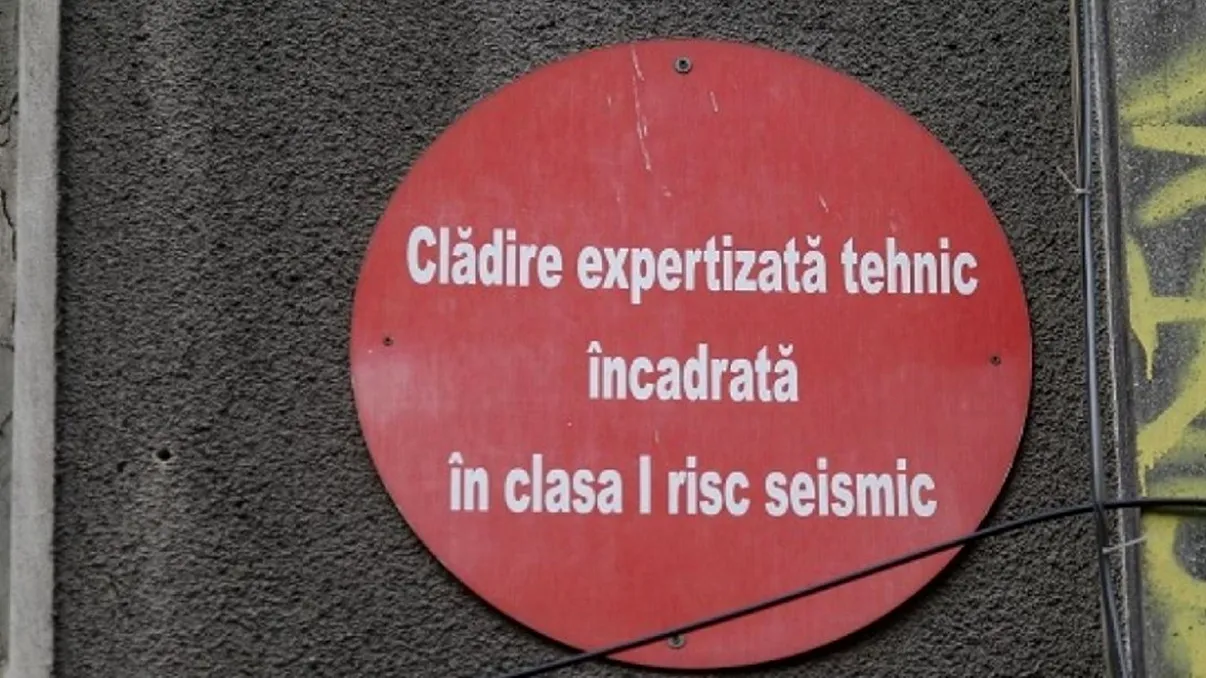 Clădire expertizată tehnic
încadrată
în clasa I risc seismic